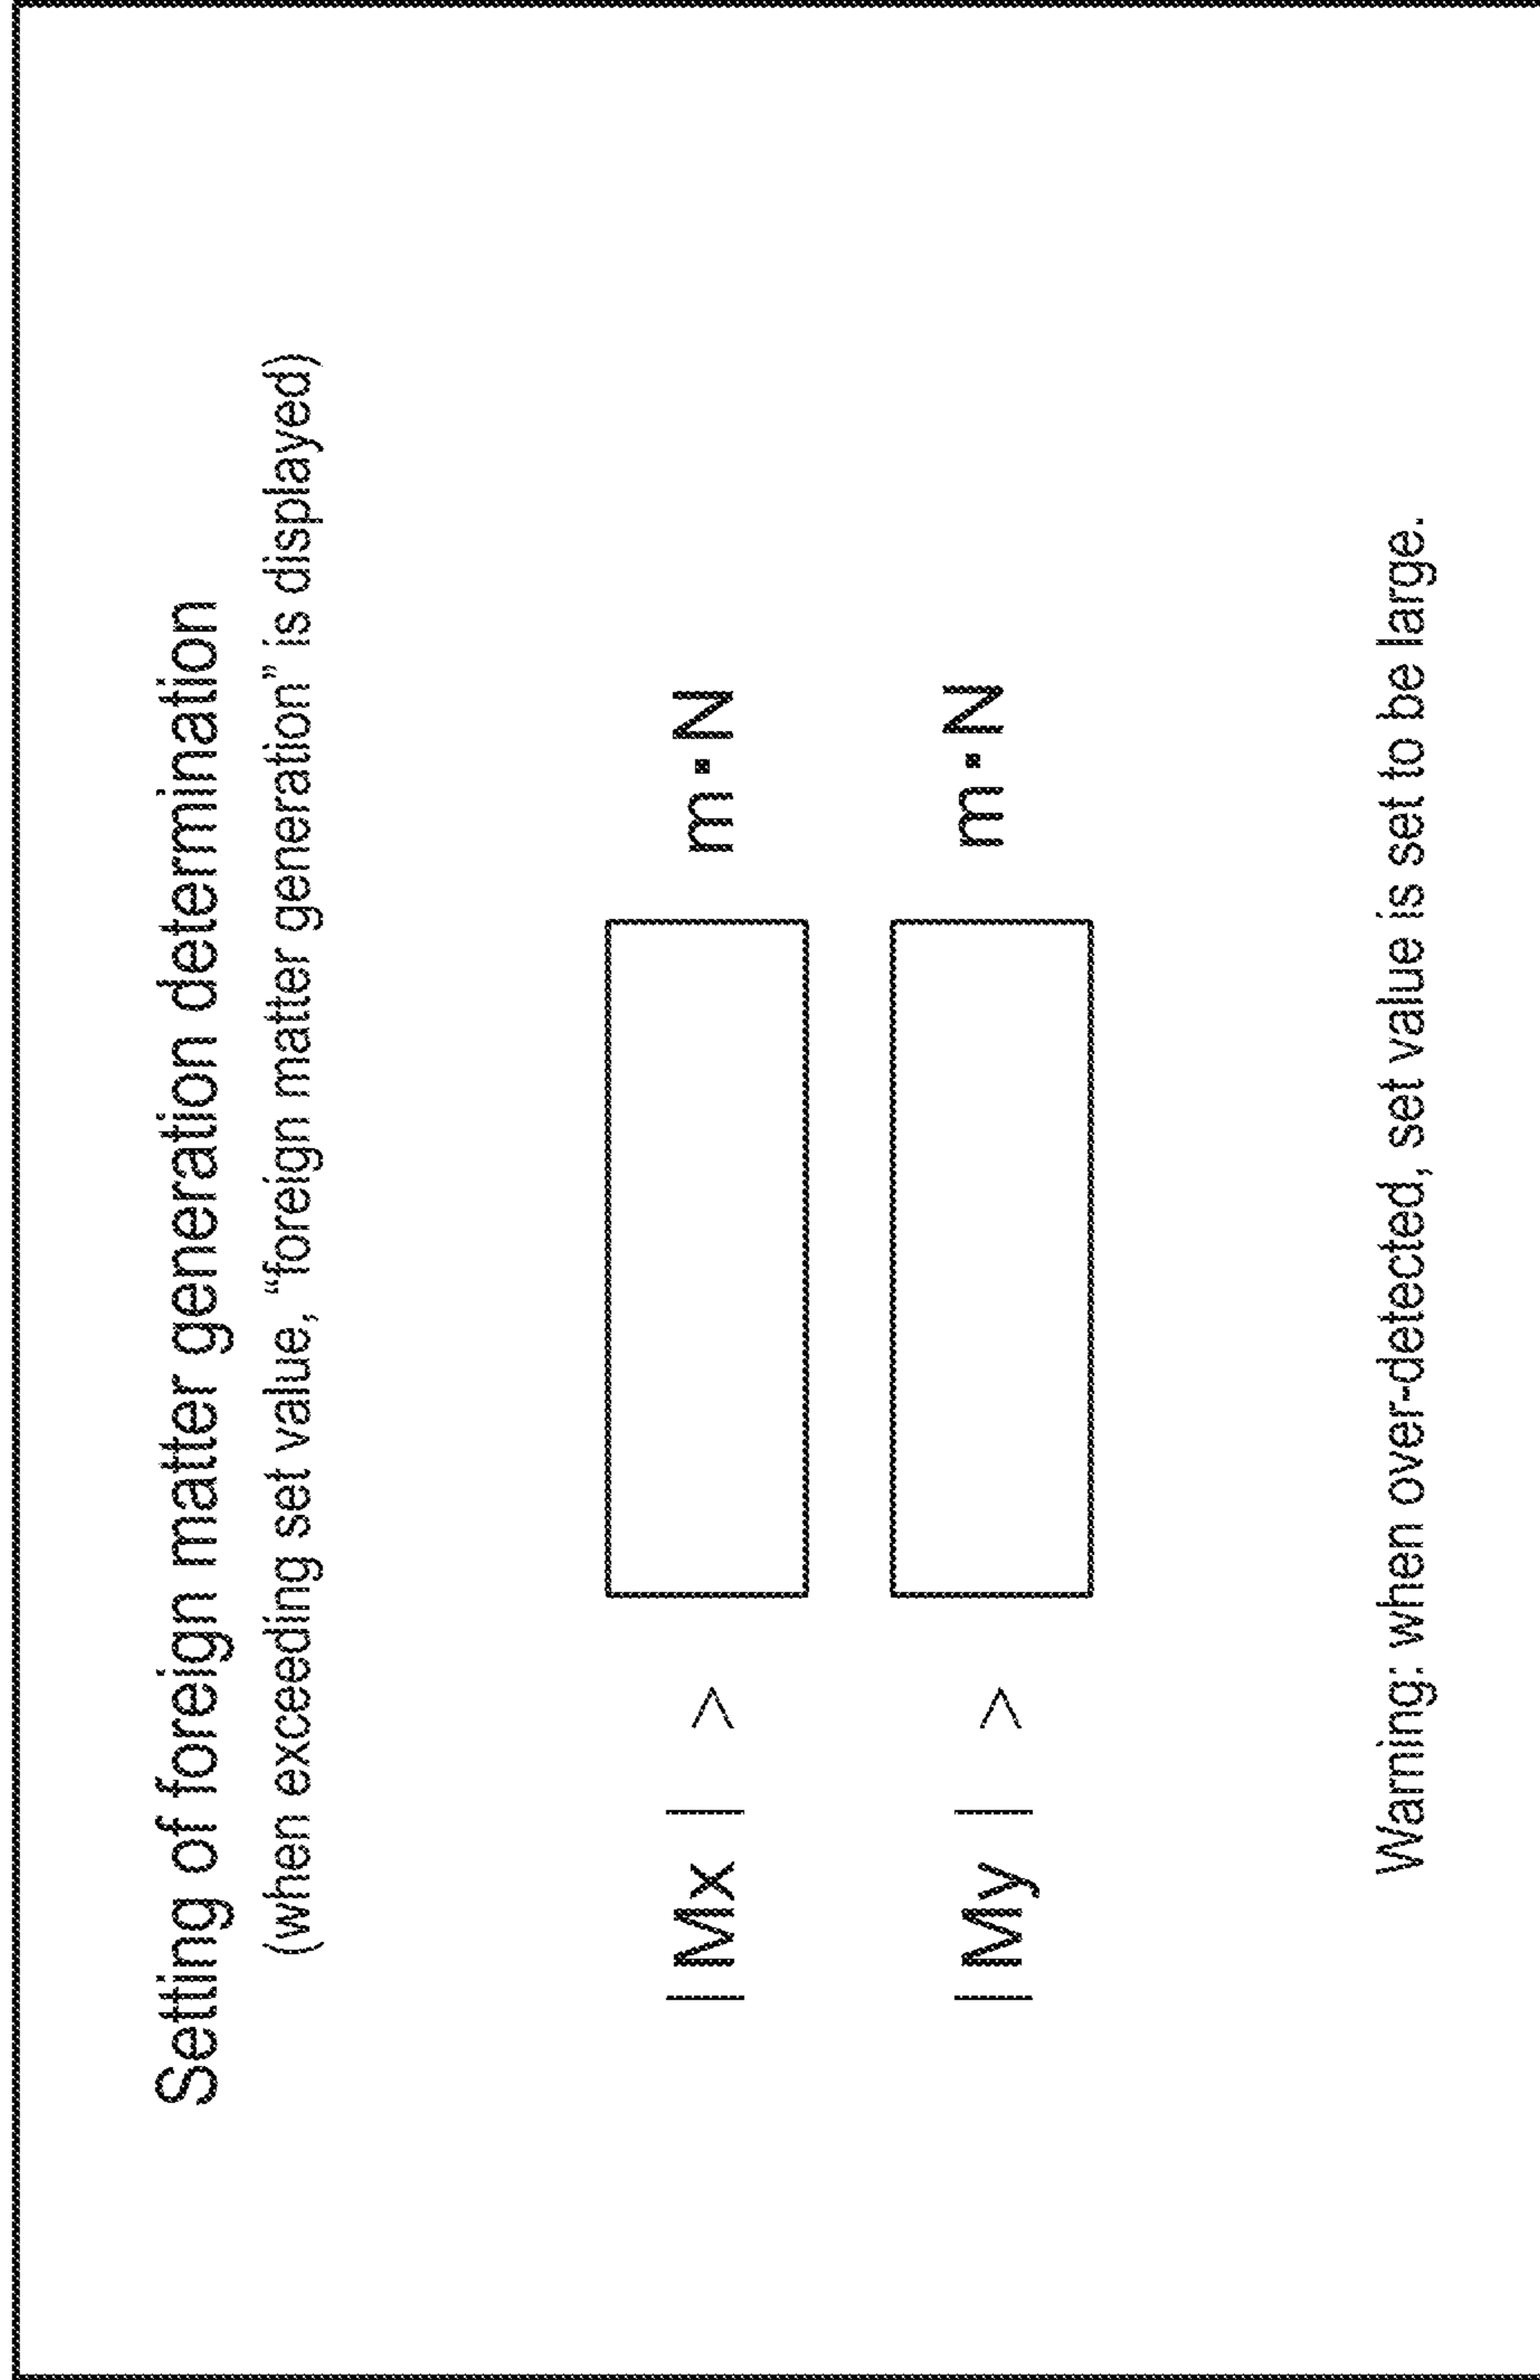 Setting of foreign matter generation determination
(when exceeding set value, “foreign matter generation” is displayed)
| Mx | > m·N
| My | > m·N
Warning: when over-detected, set value is set to be large.